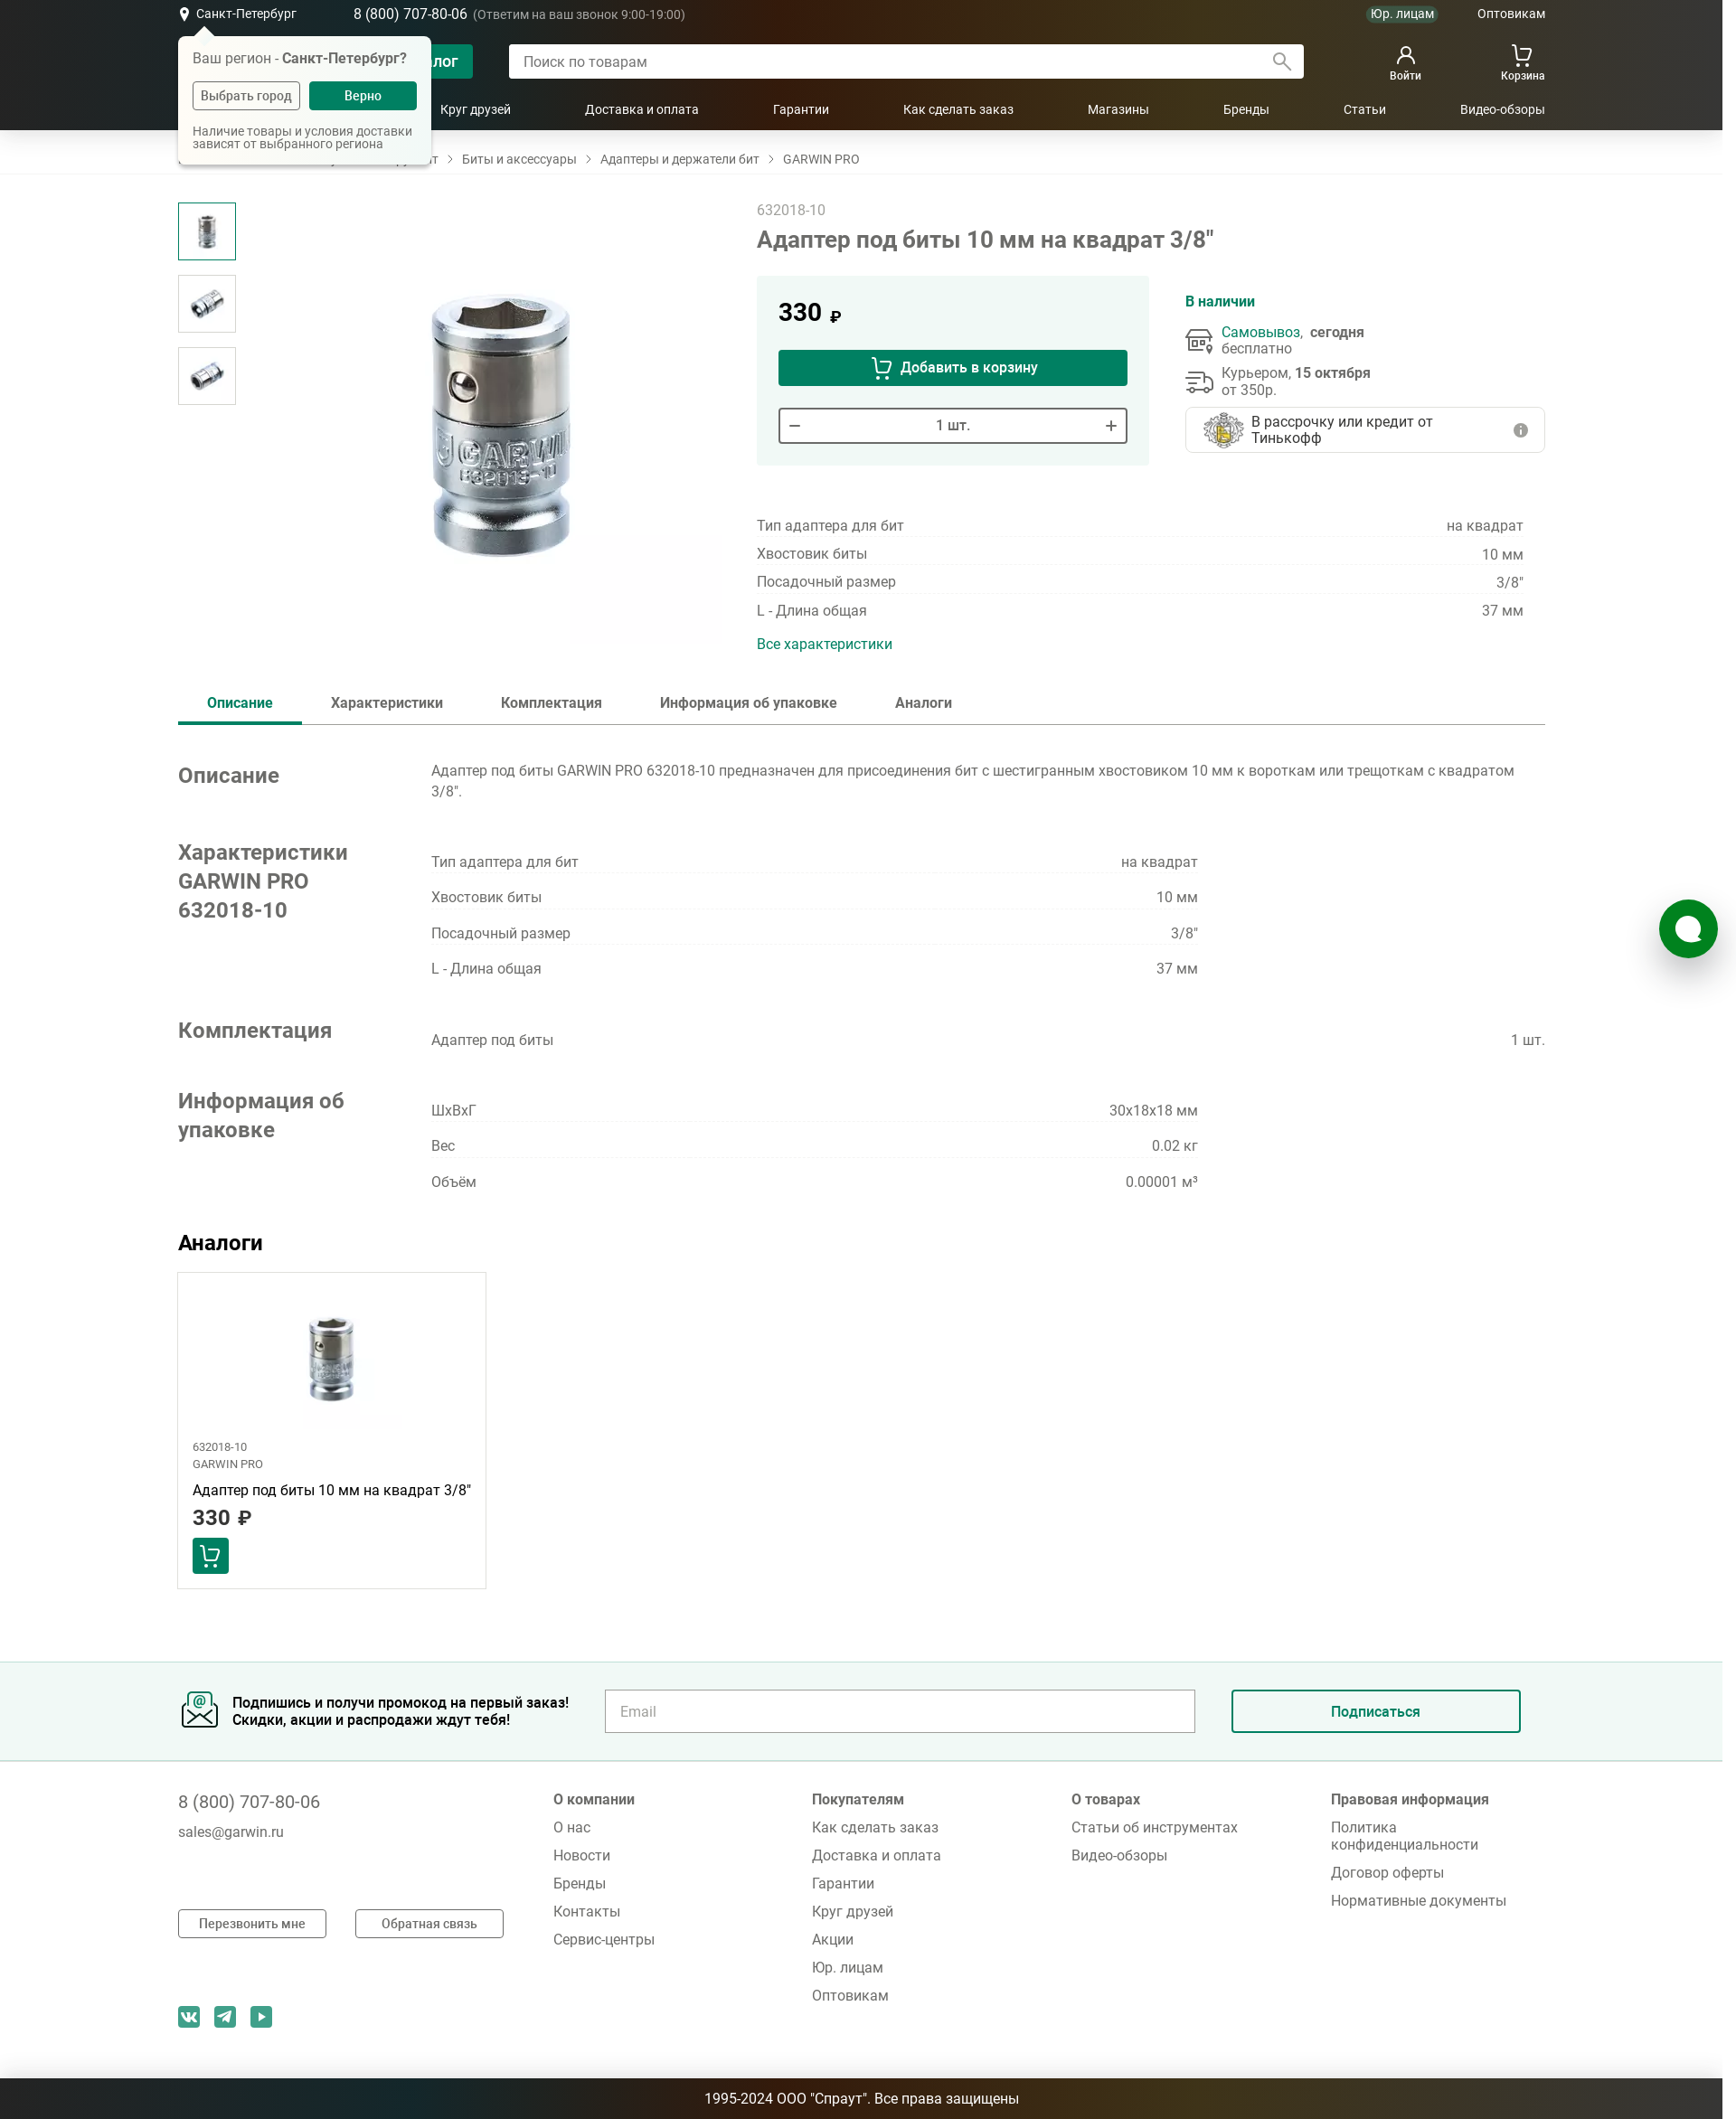 Санкт-Петербург
8 (800) 707-80-06 (Ответим на ваш звонок 9:00-19:00)
Юр. лицам
Оптовикам
Ваш регион - Санкт-Петербург?
Выбрать город
Верно
Наличие товары и условия доставки
зависят от выбранного региона
Поиск по товарам
Войти
Корзина
Круг друзей
Доставка и оплата
Гарантии
Как сделать заказ
Магазины
Бренды
Статьи
Видео-обзоры
Биты и аксессуары
Адаптеры и держатели бит
GARWIN PRO
632018-10
Адаптер под биты 10 мм на квадрат 3/8"
GARWIN
632018-10
330 ₽
Добавить в корзину
1 шт.
В наличии
Самовывоз, сегодня
бесплатно
Курьером, 15 октября
от 350р.
В рассрочку или кредит от
Тинькофф
Тип адаптера для бит на квадрат
Хвостовик биты 10 мм
Посадочный размер 3/8"
L - Длина общая 37 мм
Все характеристики
Описание
Характеристики
Комплектация
Информация об упаковке
Аналоги
Описание
Адаптер под биты GARWIN PRO 632018-10 предназначен для присоединения бит с шестигранным хвостовиком 10 мм к вороткам или трещоткам с квадратом
3/8".
Характеристики
GARWIN PRO
632018-10
Тип адаптера для бит на квадрат
Хвостовик биты 10 мм
Посадочный размер 3/8"
L - Длина общая 37 мм
Комплектация
Адаптер под биты 1 шт.
Информация об
упаковке
ШхВхГ 30x18x18 мм
Вес 0.02 кг
Объём 0.00001 м³
Аналоги
632018-10
GARWIN PRO
Адаптер под биты 10 мм на квадрат 3/8"
330 ₽
Подпишись и получи промокод на первый заказ!
Скидки, акции и распродажи ждут тебя!
Email
Подписаться
8 (800) 707-80-06
sales@garwin.ru
Перезвонить мне
Обратная связь
О компании
О нас
Новости
Бренды
Контакты
Сервис-центры
Покупателям
Как сделать заказ
Доставка и оплата
Гарантии
Круг друзей
Акции
Юр. лицам
Оптовикам
О товарах
Статьи об инструментах
Видео-обзоры
Правовая информация
Политика
конфиденциальности
Договор оферты
Нормативные документы
1995-2024 ООО "Спраут". Все права защищены